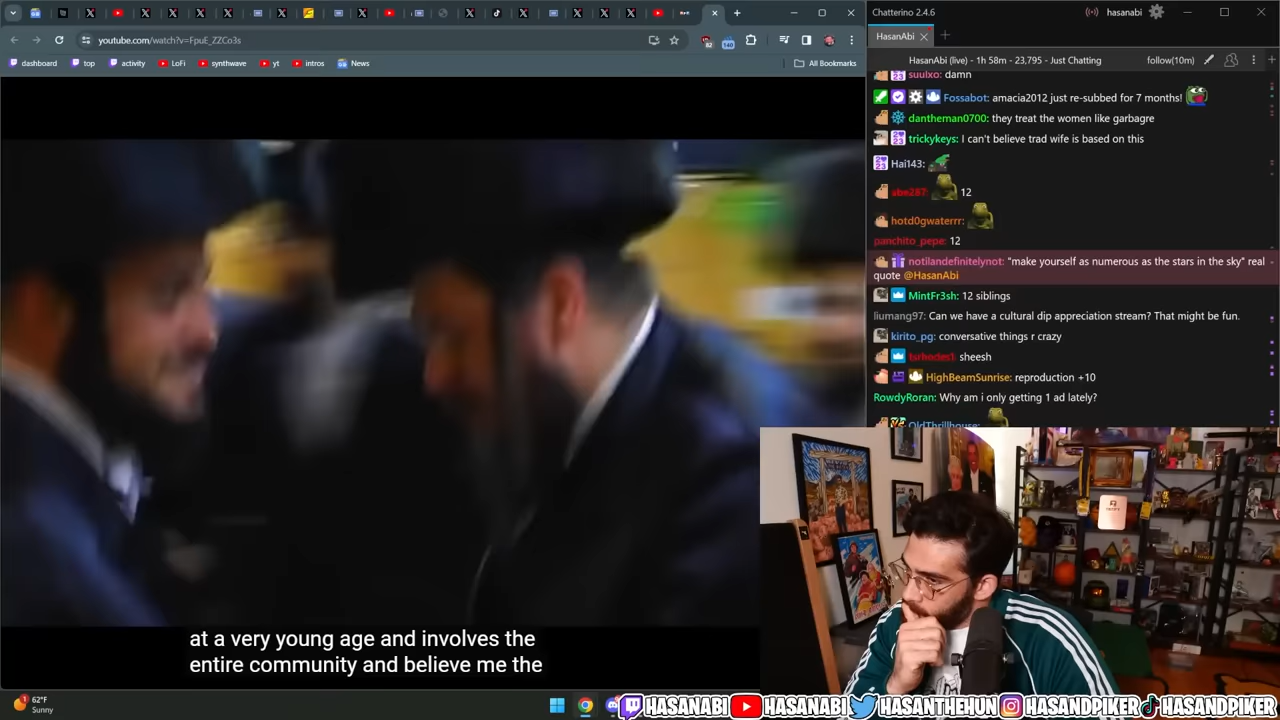 Chatterino 2.4.6
hasanabi
youtube.com/watch?v=FpuE_ZZCo3s
HasanAbi
dashboard
top
activity
LoFi
synthwave
yt
intros
News
All Bookmarks
HasanAbi (live) - 1h 58m - 23,795 - Just Chatting
follow(10m)
suulxo: damn
Fossabot: amacia2012 just re-subbed for 7 months!
dantheman0700: they treat the women like garbagre
trickykeys: I can't believe trad wife is based on this
Hai143:
12
hotd0gwaterrr:
panchito_pepe: 12
notilandefinitelynot: "make yourself as numerous as the stars in the sky" real
quote @HasanAbi
MintFr3sh: 12 siblings
liumang97: Can we have a cultural dip appreciation stream? That might be fun.
kirito_pg: conversative things r crazy
sheesh
HighBeamSunrise: reproduction +10
RowdyRoran: Why am i only getting 1 ad lately?
OldThrillhouse:
at a very young age and involves the
entire community and believe me the
62°F
Sunny
HASANABI
HASANABI
HASANTHEHUN
HASANDPIKER
HASANDPIKER